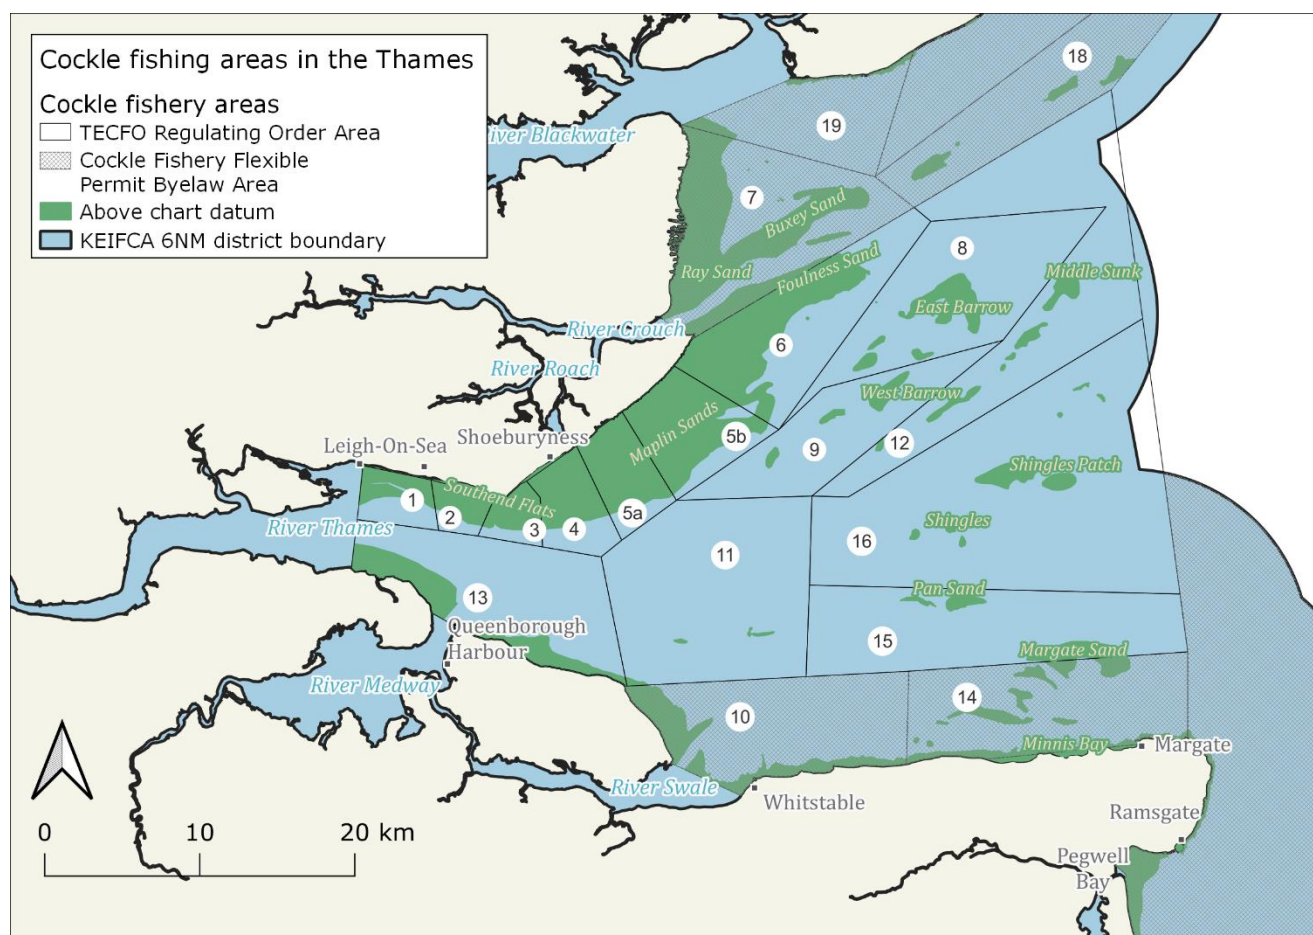 Cockle fishing areas in the Thames
Cockle fishery areas
TECFO Regulating Order Area
Cockle Fishery Flexible
Permit Byelaw Area
Above chart datum
KEIFCA 6NM district boundary
18
19
iver Blackwater
7
Buxey Sand
8
Ray Sand
Foulness Sand
Middle Sunk
East Barrow
River Crouch
6
River Roach
West Barrow
Maplin Sands
5b
Shoeburyness
Leigh-On-Sea
9
12
Shingles Patch
Southend Flats
1
2
3
4
5a
River Thames
Shingles
11
16
Pan Sand
13
Queenborough
Harbour
15
Margate Sand
River Medway
10
14
Minnis Bay
Margate
River Swale
Whitstable
Ramsgate
Pegwell
Bay
0 10 20 km